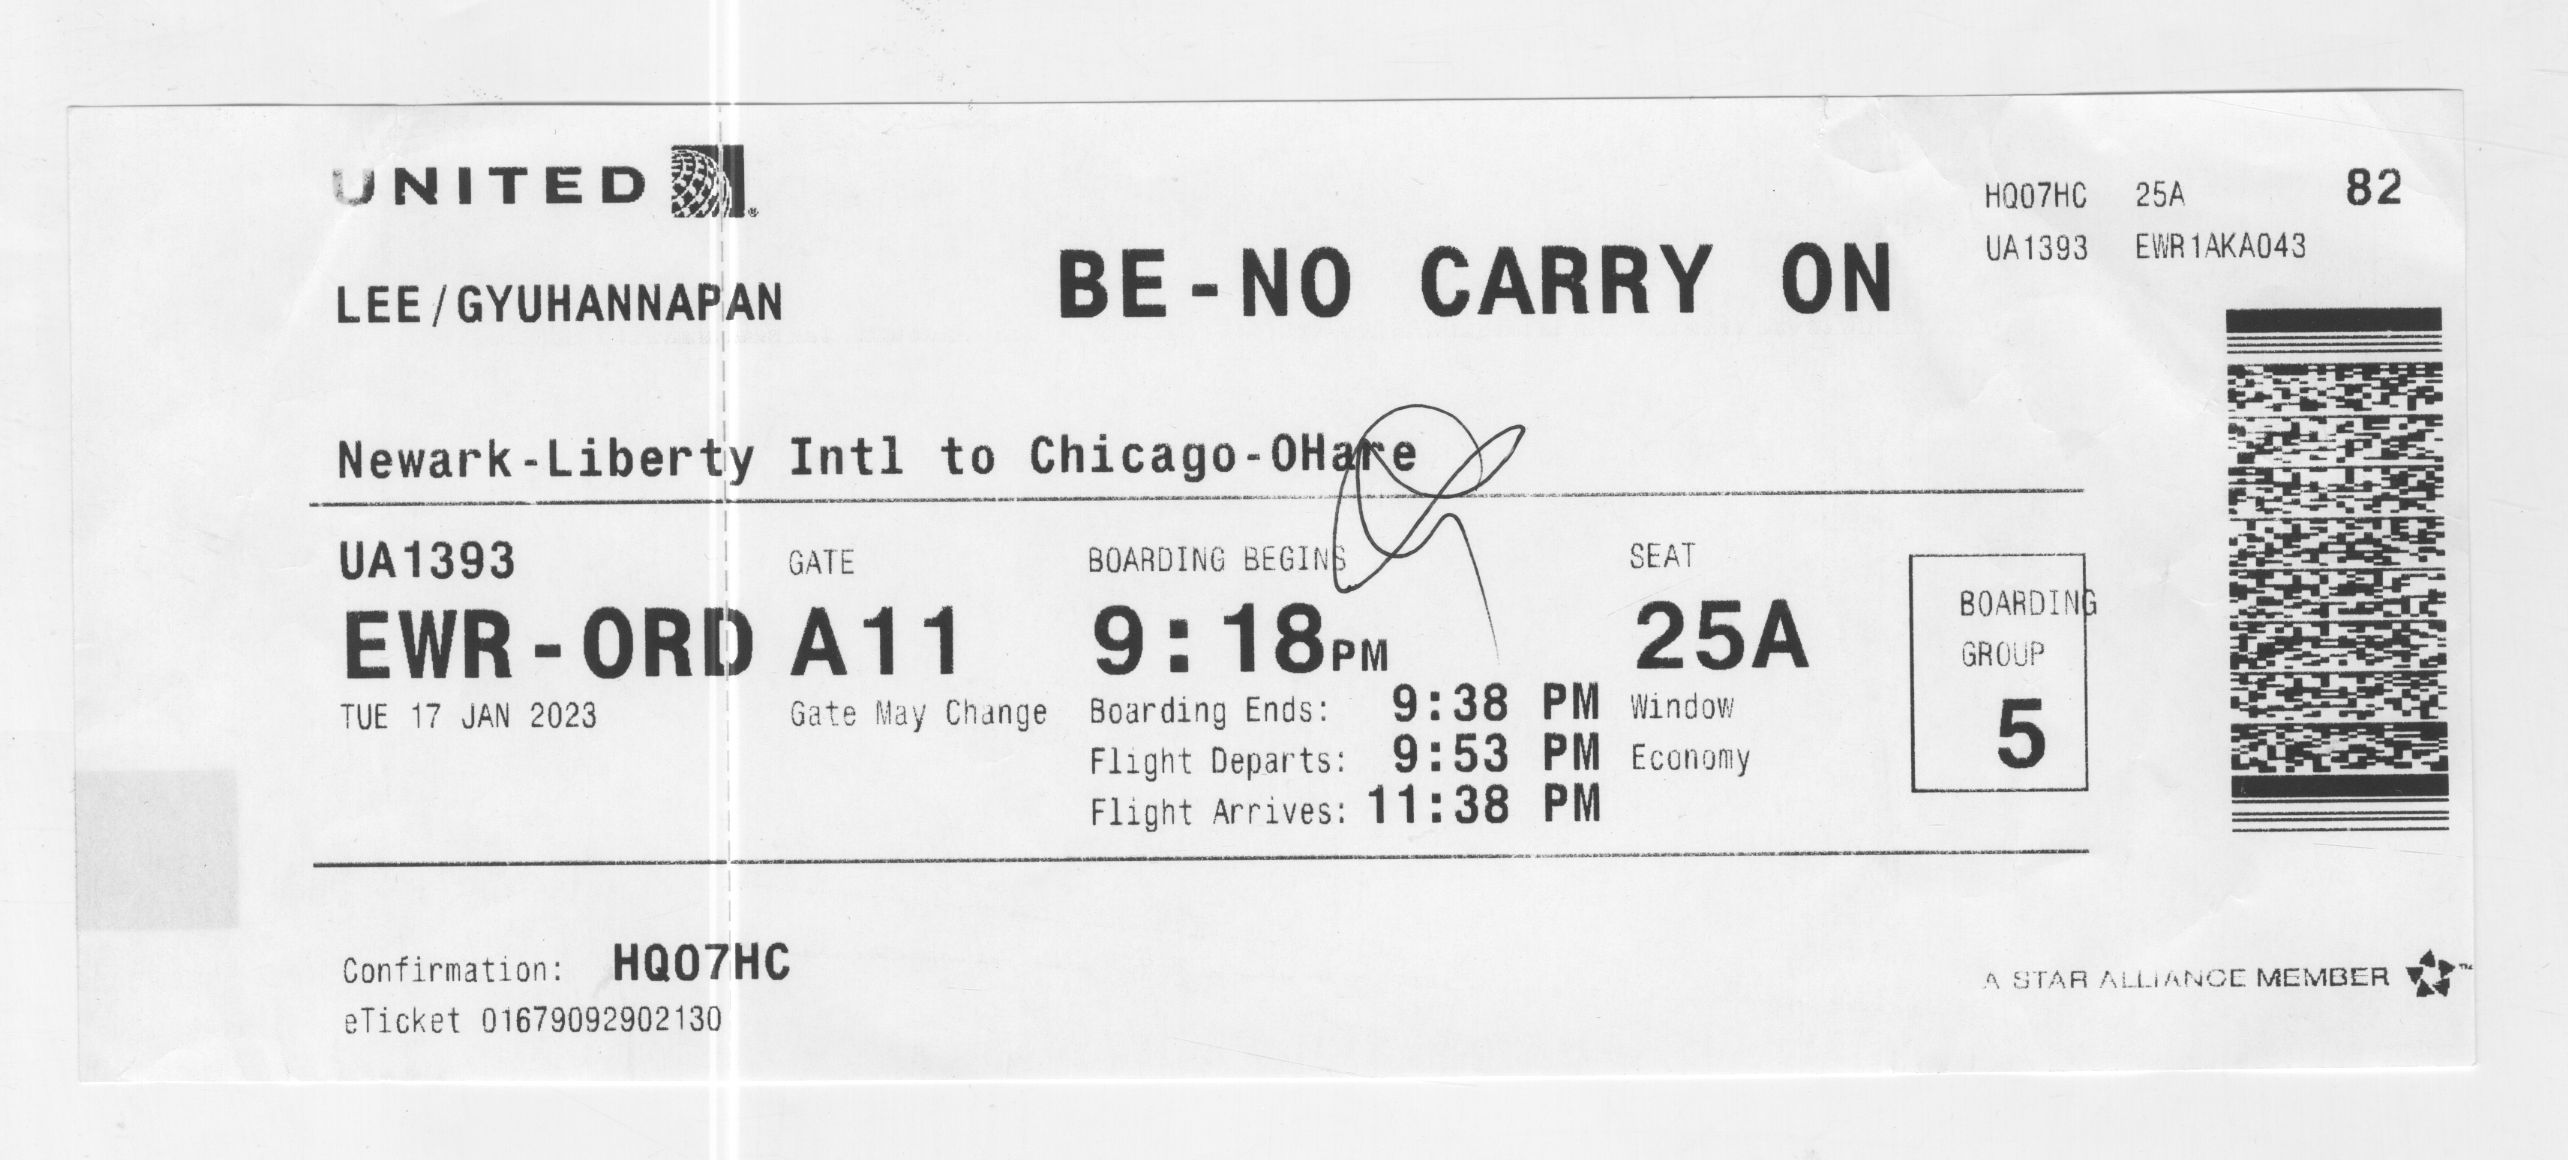 UNITED
HQ07HC 25A 82
UA1393 EWR1AKA043
LEE/GYUHANNAPAN
BE-NO CARRY ON
Newark-Liberty Intl to Chicago-OHare
UA1393
EWR-ORD
TUE 17 JAN 2023
GATE
A11
Gate May Change
BOARDING BEGINS
9:18PM
Boarding Ends: 9:38 PM
Flight Departs: 9:53 PM
Flight Arrives: 11:38 PM
SEAT
25A
Window
Economy
BOARDING
GROUP
5
Confirmation: HQ07HC
eTicket 01679092902130
A STAR ALLIANCE MEMBER ™